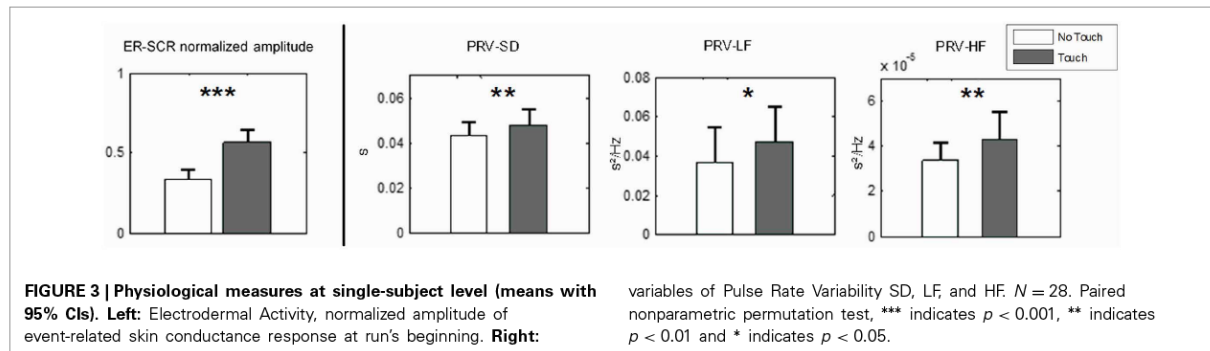 ER-SCR normalized amplitude
1
0.5
0
***
PRV-SD
s
0.06
0.04
0.02
0
**
PRV-LF
s²/Hz
0.08
0.06
0.04
0.02
0
*
PRV-HF
x 10⁻⁵
s²/Hz
6
4
2
0
**
No Touch
Touch
FIGURE 3 | Physiological measures at single-subject level (means with
95% CIs). Left: Electrodermal Activity, normalized amplitude of
event-related skin conductance response at run's beginning. Right:
variables of Pulse Rate Variability SD, LF, and HF. N = 28. Paired
nonparametric permutation test, *** indicates p < 0.001, ** indicates
p < 0.01 and * indicates p < 0.05.